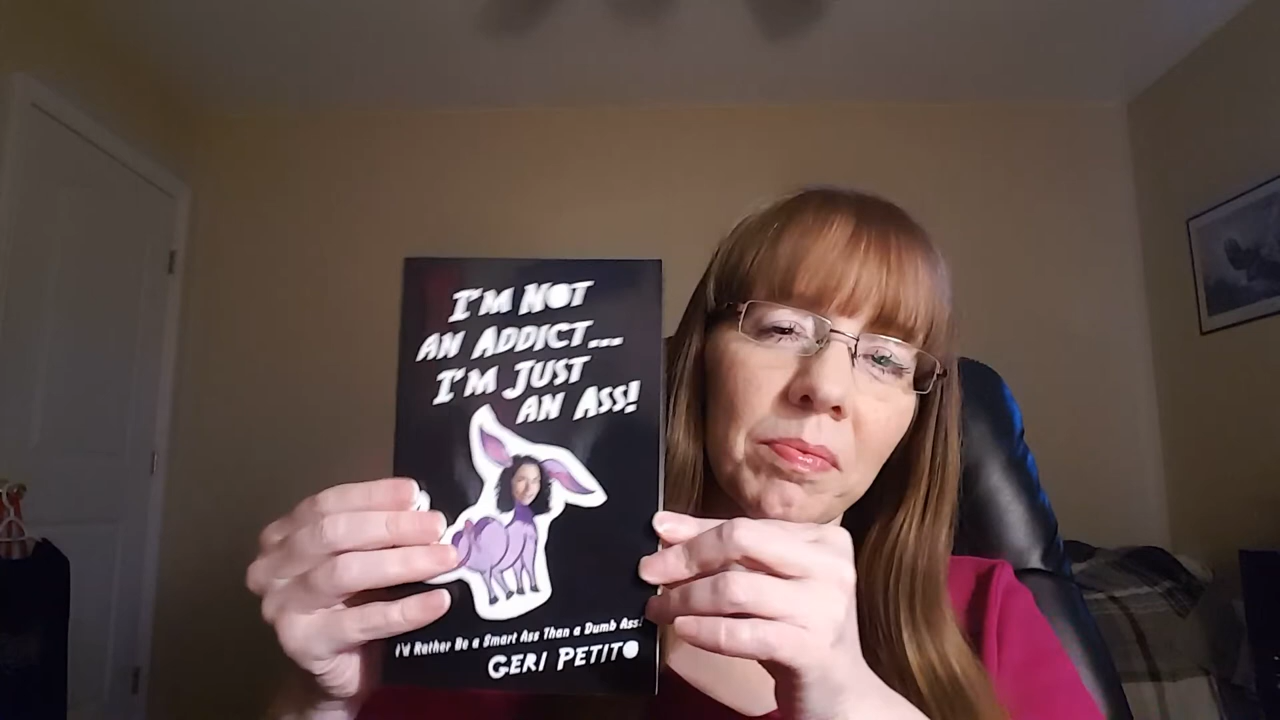 I'm Not
an Addict...
I'm Just
an Ass!
I'd Rather Be a Smart Ass Than a Dumb Ass!
Geri Petito